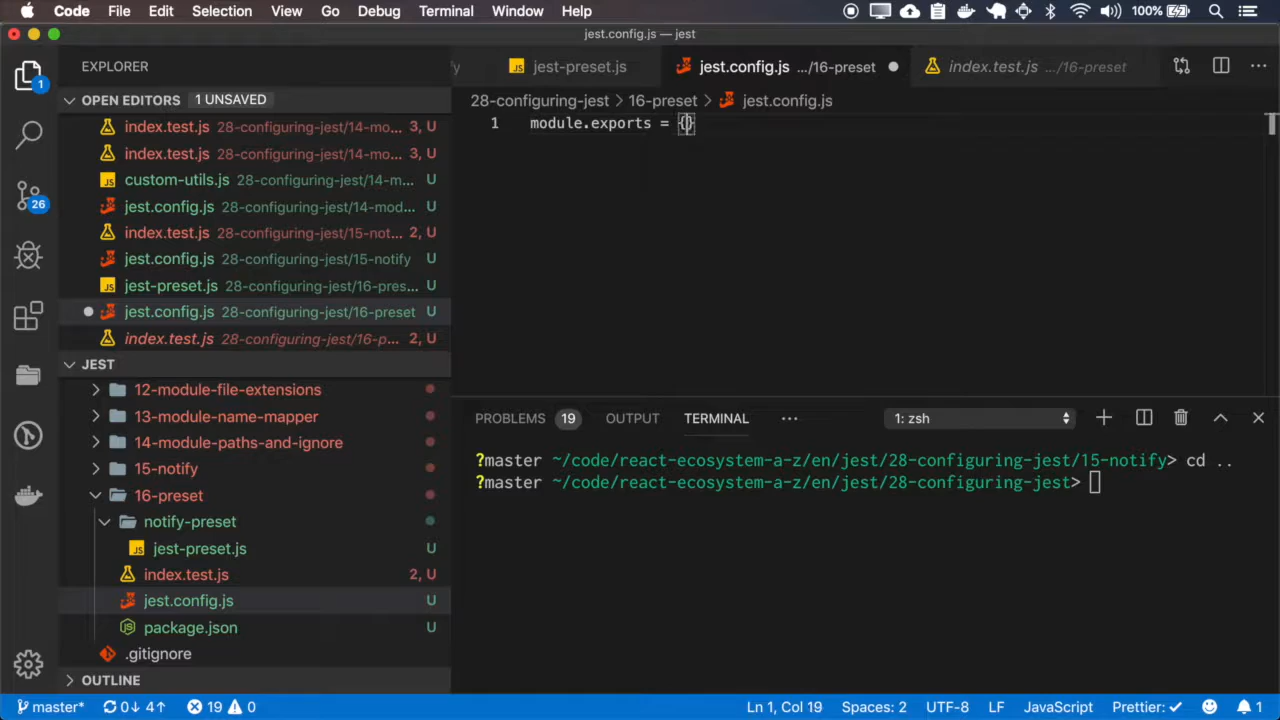 Code File Edit Selection View Go Debug Terminal Window Help 100%
jest.config.js — jest
EXPLORER
OPEN EDITORS 1 UNSAVED
index.test.js 28-configuring-jest/14-mo... 3, U
index.test.js 28-configuring-jest/14-mo... 3, U
custom-utils.js 28-configuring-jest/14-m... U
jest.config.js 28-configuring-jest/14-mod... U
index.test.js 28-configuring-jest/15-not... 2, U
jest.config.js 28-configuring-jest/15-notify U
jest-preset.js 28-configuring-jest/16-pres... U
jest.config.js 28-configuring-jest/16-preset U
index.test.js 28-configuring-jest/16-p... 2, U
JEST
12-module-file-extensions
13-module-name-mapper
14-module-paths-and-ignore
15-notify
16-preset
notify-preset
JS jest-preset.js U
index.test.js 2, U
jest.config.js U
package.json U
.gitignore
OUTLINE
1
26
fy JS jest-preset.js jest.config.js .../16-preset index.test.js .../16-preset
28-configuring-jest > 16-preset > jest.config.js
1 module.exports = {}
PROBLEMS 19 OUTPUT TERMINAL ... 1: zsh
?master ~/code/react-ecosystem-a-z/en/jest/28-configuring-jest/15-notify> cd ..
?master ~/code/react-ecosystem-a-z/en/jest/28-configuring-jest>
master* 0↓ 4↑ 19 0 Ln 1, Col 19 Spaces: 2 UTF-8 LF JavaScript Prettier: ✓ 1